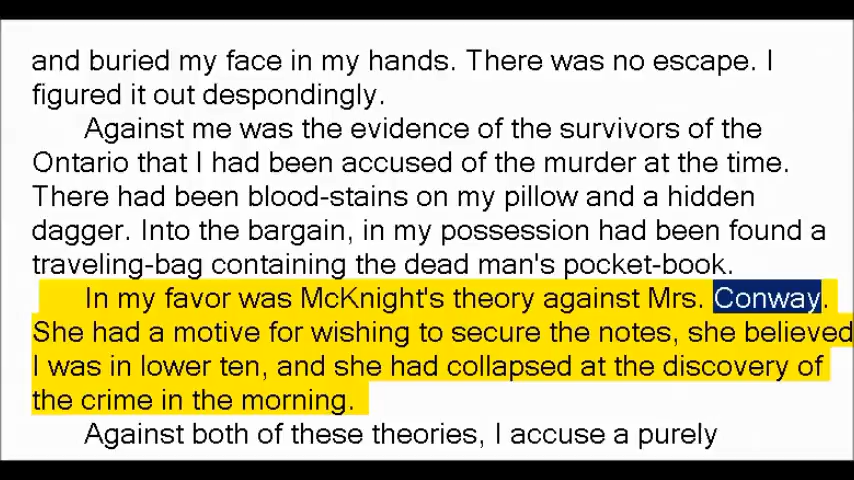 and buried my face in my hands. There was no escape. I
figured it out despondingly.
Against me was the evidence of the survivors of the
Ontario that I had been accused of the murder at the time.
There had been blood-stains on my pillow and a hidden
dagger. Into the bargain, in my possession had been found a
traveling-bag containing the dead man's pocket-book.
In my favor was McKnight's theory against Mrs. Conway.
She had a motive for wishing to secure the notes, she believed
I was in lower ten, and she had collapsed at the discovery of
the crime in the morning.
Against both of these theories, I accuse a purely